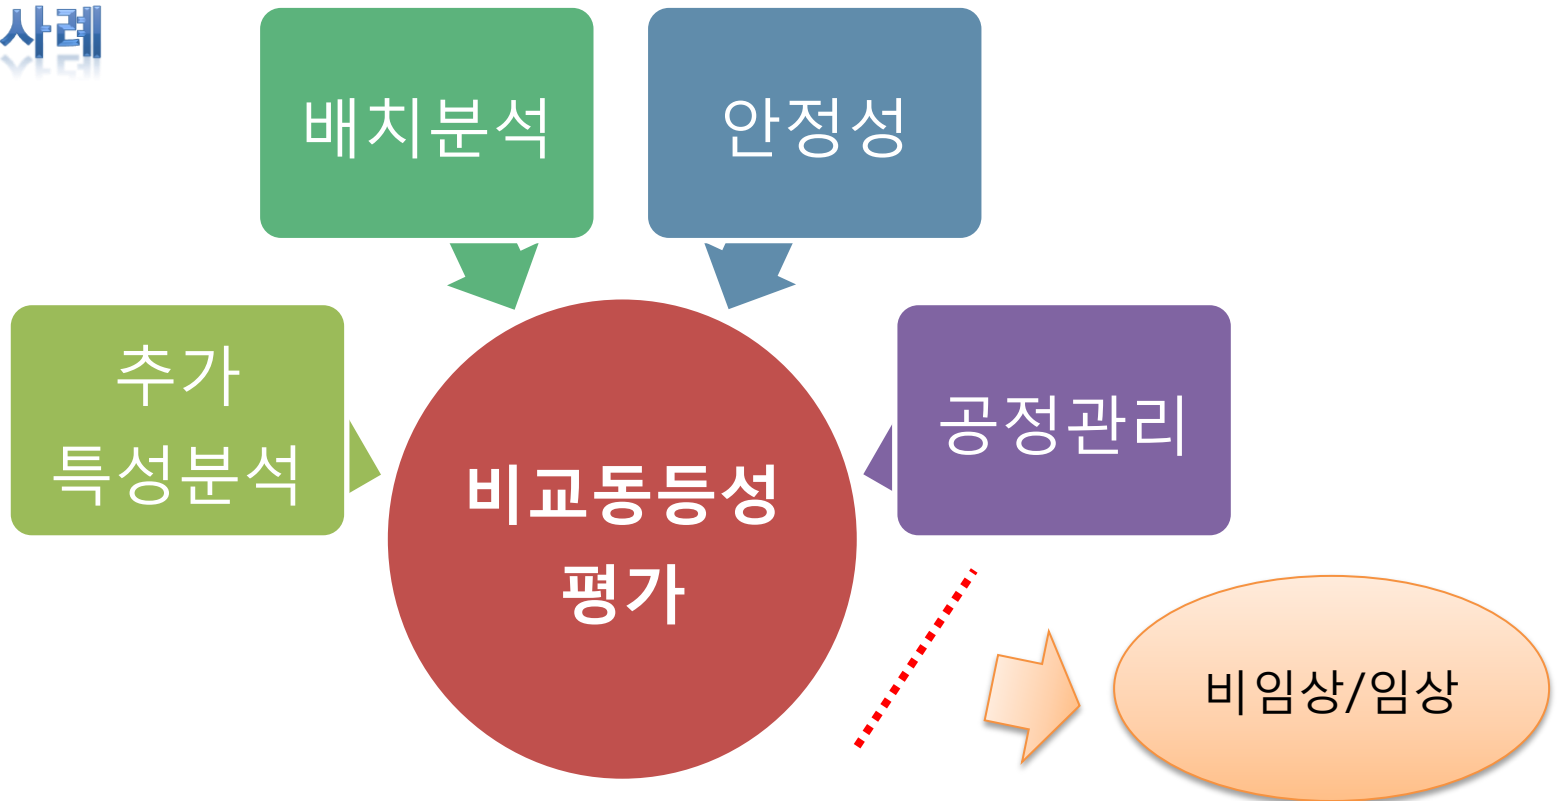 사례
배치분석
안정성
추가
특성분석
공정관리
비교동등성
평가
비임상/임상